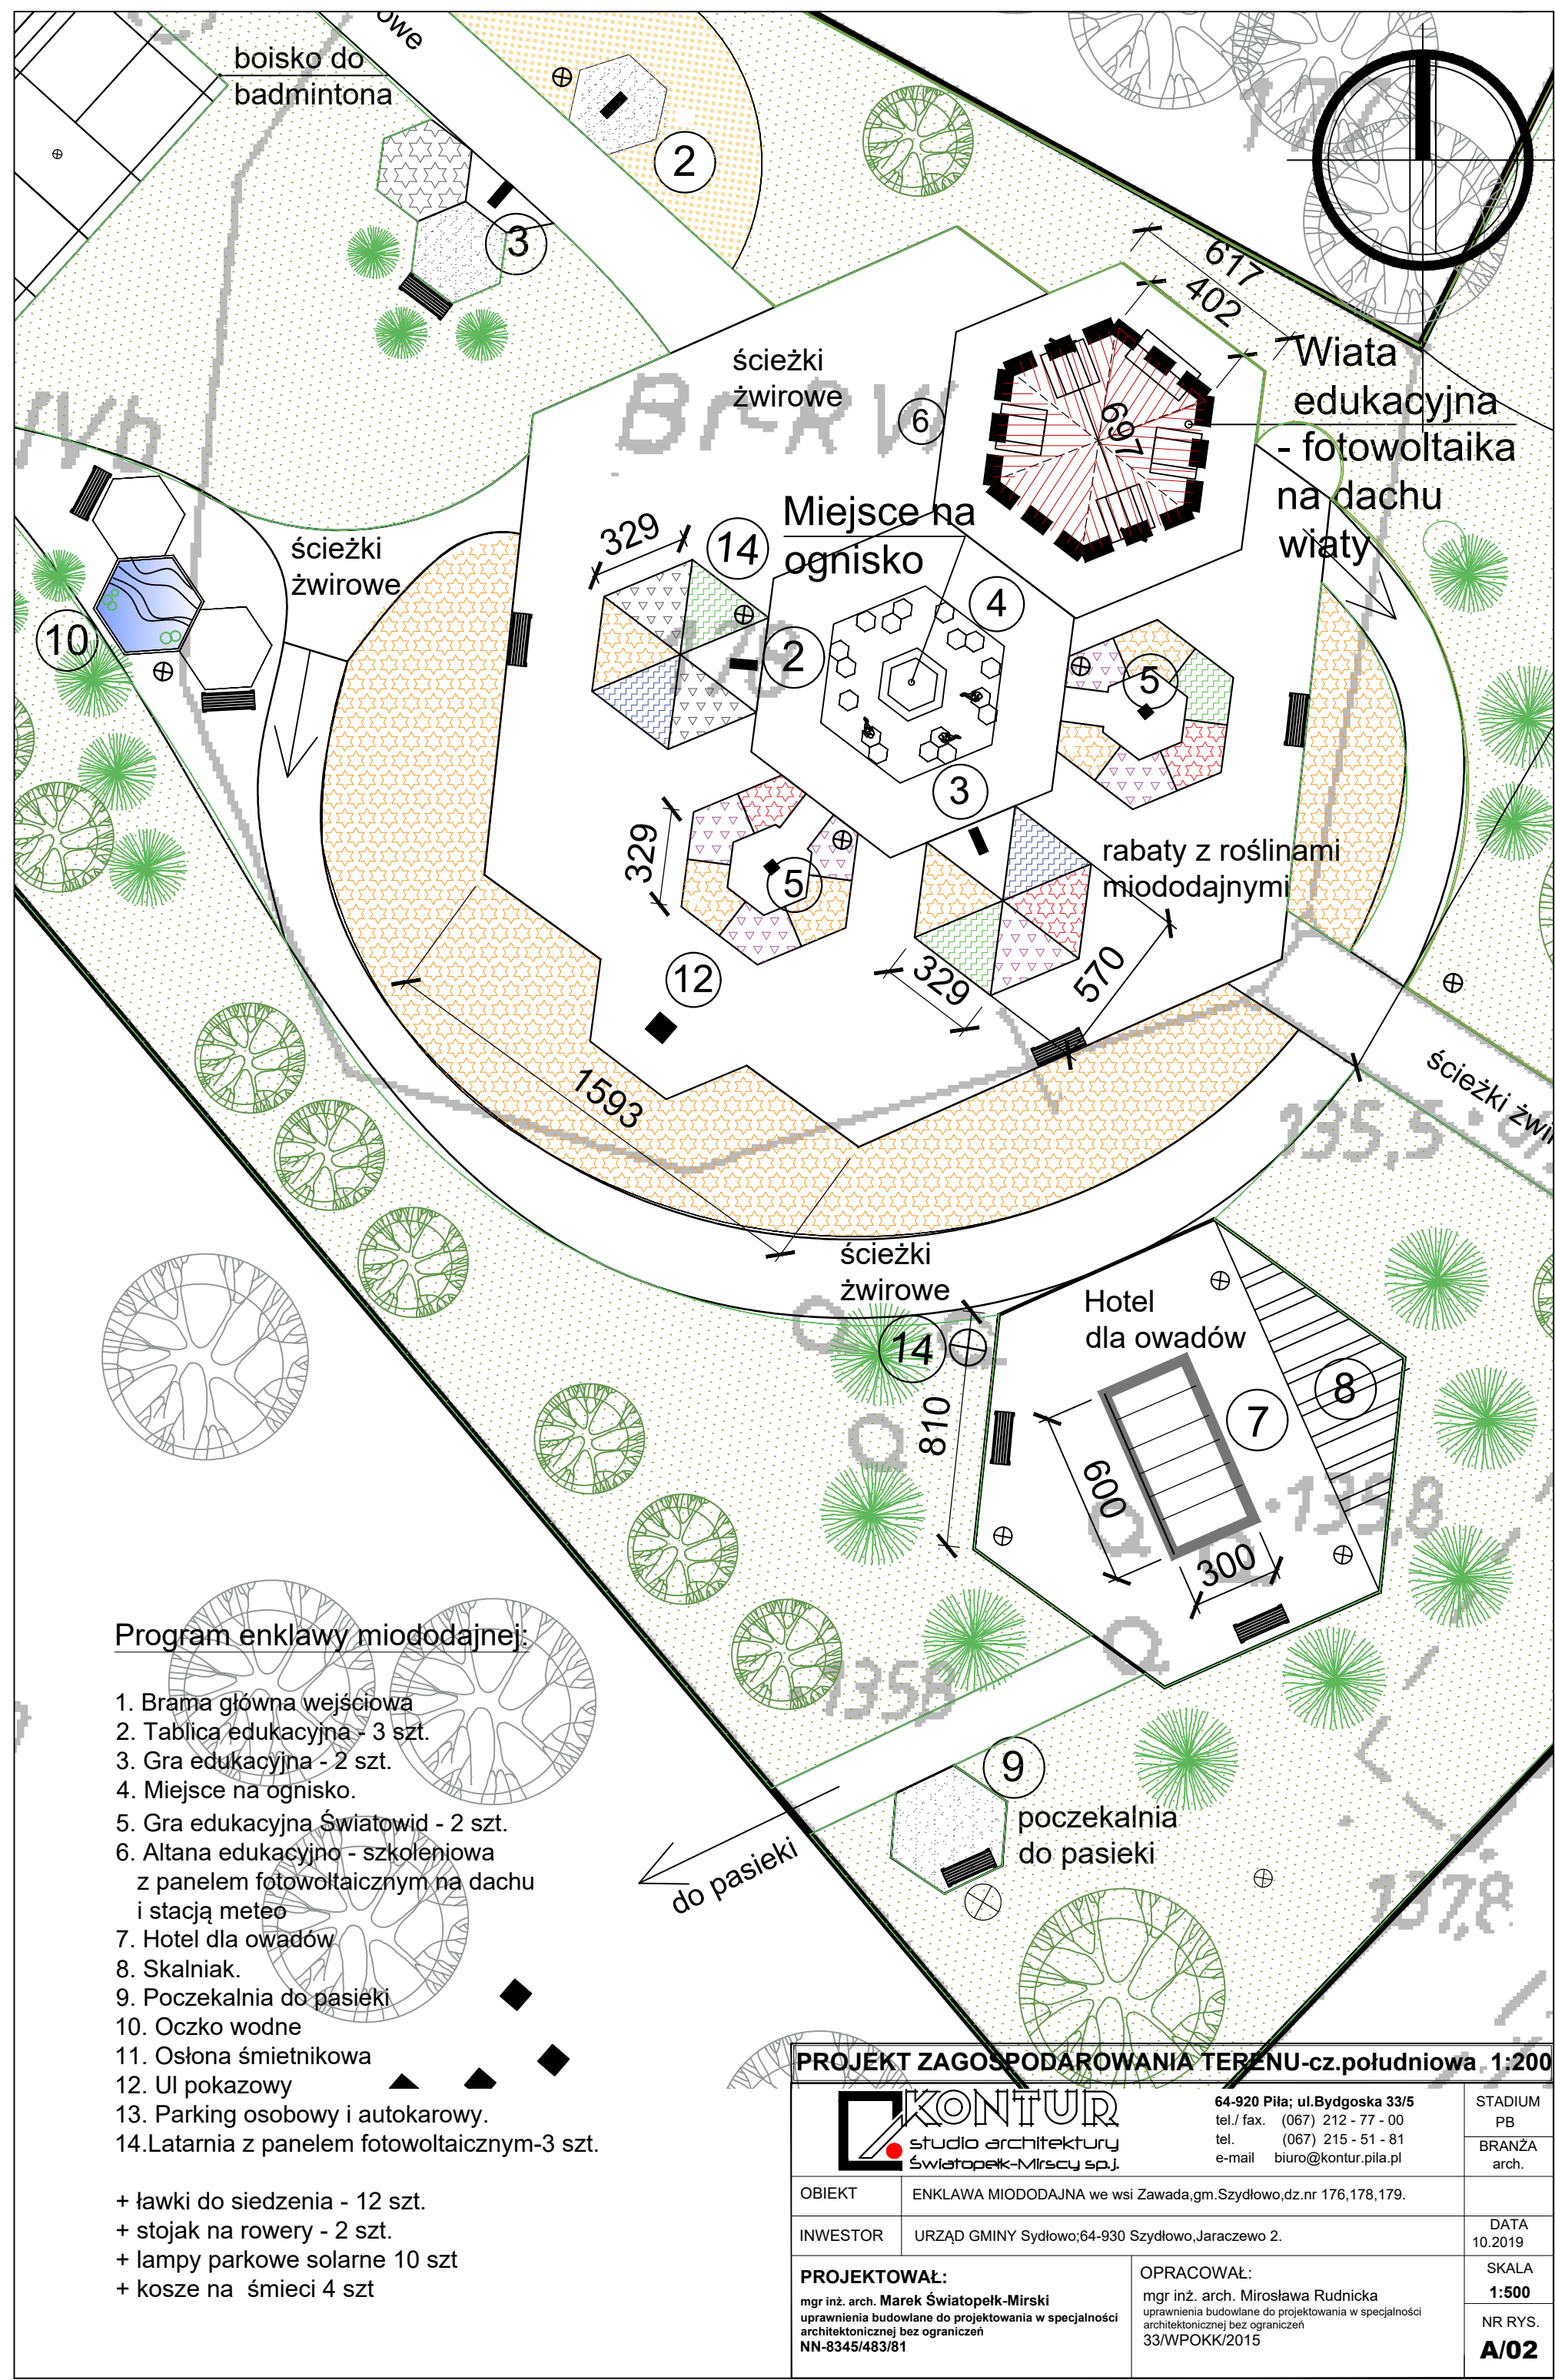 owe
boisko do
badmintona
2
3
617
402
Wiata
edukacyjna
- fotowoltaika
na dachu
wiaty
ścieżki
żwirowe
Br-RW
6
697
Miejsce na
ognisko
329
14
ścieżki
żwirowe
4
10
2
5
178
3
329
5
rabaty z roślinami
miododajnymi
12
329
570
1593
ścieżki żwir
135,5
ścieżki
żwirowe
14
Hotel
dla owadów
8
7
810
600
300
135,8
1358
9
poczekalnia
do pasieki
do pasieki
137,8
Program enklawy miododajnej:
1. Brama główna wejściowa
2. Tablica edukacyjna - 3 szt.
3. Gra edukacyjna - 2 szt.
4. Miejsce na ognisko.
5. Gra edukacyjna Światowid - 2 szt.
6. Altana edukacyjno - szkoleniowa
z panelem fotowoltaicznym na dachu
i stacją meteo
7. Hotel dla owadów
8. Skalniak.
9. Poczekalnia do pasieki
10. Oczko wodne
11. Osłona śmietnikowa
12. Ul pokazowy
13. Parking osobowy i autokarowy.
14.Latarnia z panelem fotowoltaicznym-3 szt.
+ ławki do siedzenia - 12 szt.
+ stojak na rowery - 2 szt.
+ lampy parkowe solarne 10 szt
+ kosze na śmieci 4 szt
PROJEKT ZAGOSPODAROWANIA TERENU-cz.południowa 1:200
KONTUR
studio architektury
Światopełk-Mirscy sp.j.
64-920 Piła; ul.Bydgoska 33/5
tel./ fax. (067) 212 - 77 - 00
tel. (067) 215 - 51 - 81
e-mail biuro@kontur.pila.pl
STADIUM
PB
BRANŻA
arch.
OBIEKT ENKLAWA MIODODAJNA we wsi Zawada,gm.Szydłowo,dz.nr 176,178,179.
INWESTOR URZĄD GMINY Sydłowo;64-930 Szydłowo,Jaraczewo 2.
DATA
10.2019
PROJEKTOWAŁ:
mgr inż. arch. Marek Światopełk-Mirski
uprawnienia budowlane do projektowania w specjalności
architektonicznej bez ograniczeń
NN-8345/483/81
OPRACOWAŁ:
mgr inż. arch. Mirosława Rudnicka
uprawnienia budowlane do projektowania w specjalności
architektonicznej bez ograniczeń
33/WPOKK/2015
SKALA
1:500
NR RYS.
A/02